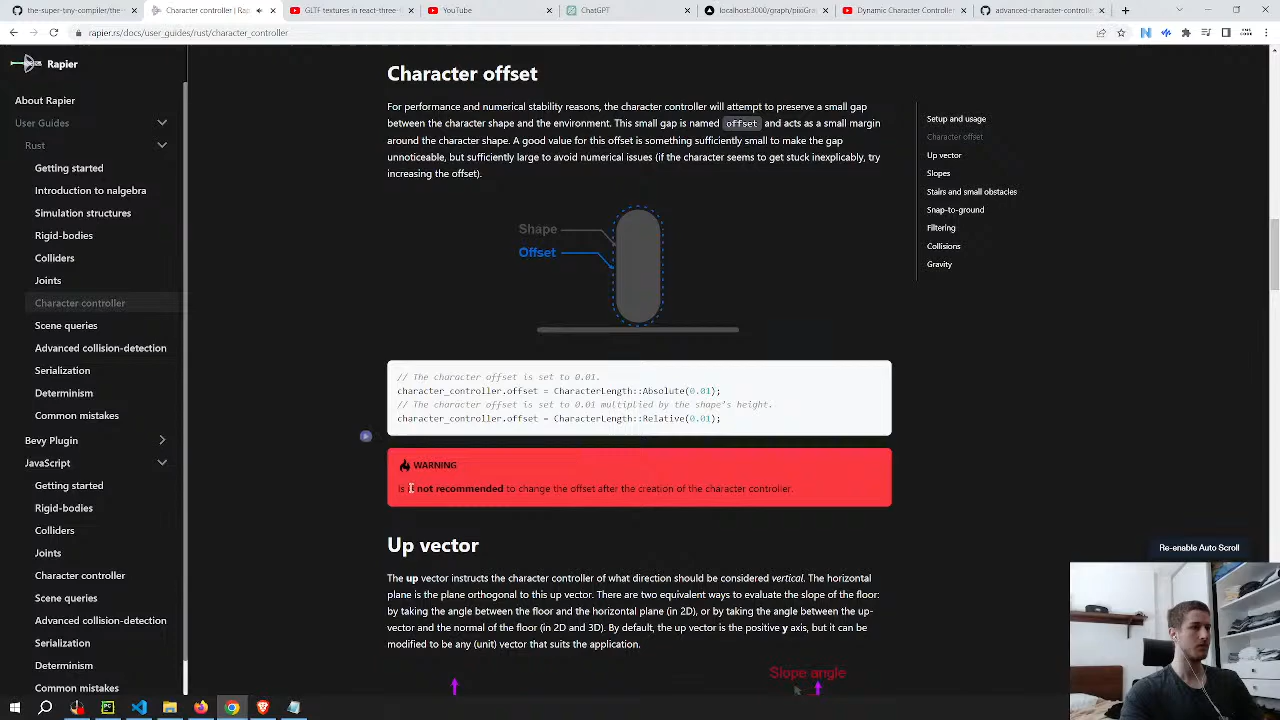 the-super-tiny-compiler/the
Character controller | Rap
GLTF textures in react-three-f
YouTube
ChatGPT
localhost:3000/graph/pixiGrap
Dynamic Character Controller
advanced-character-controlle
rapier.rs/docs/user_guides/rust/character_controller
Rapier
About Rapier
User Guides
Rust
Getting started
Introduction to nalgebra
Simulation structures
Rigid-bodies
Colliders
Joints
Character controller
Scene queries
Advanced collision-detection
Serialization
Determinism
Common mistakes
Bevy Plugin
JavaScript
Getting started
Rigid-bodies
Colliders
Joints
Character controller
Scene queries
Advanced collision-detection
Serialization
Determinism
Common mistakes
Character offset
For performance and numerical stability reasons, the character controller will attempt to preserve a small gap
between the character shape and the environment. This small gap is named offset and acts as a small margin
around the character shape. A good value for this offset is something sufficiently small to make the gap
unnoticeable, but sufficiently large to avoid numerical issues (if the character seems to get stuck inexplicably, try
increasing the offset).
Shape
Offset
// The character offset is set to 0.01.
character_controller.offset = CharacterLength::Absolute(0.01);
// The character offset is set to 0.01 multiplied by the shape's height.
character_controller.offset = CharacterLength::Relative(0.01);
WARNING
Is not recommended to change the offset after the creation of the character controller.
Up vector
The up vector instructs the character controller of what direction should be considered vertical. The horizontal
plane is the plane orthogonal to this up vector. There are two equivalent ways to evaluate the slope of the floor:
by taking the angle between the floor and the horizontal plane (in 2D), or by taking the angle between the up-
vector and the normal of the floor (in 2D and 3D). By default, the up vector is the positive y axis, but it can be
modified to be any (unit) vector that suits the application.
Slope angle
Setup and usage
Character offset
Up vector
Slopes
Stairs and small obstacles
Snap-to-ground
Filtering
Collisions
Gravity
Re-enable Auto Scroll